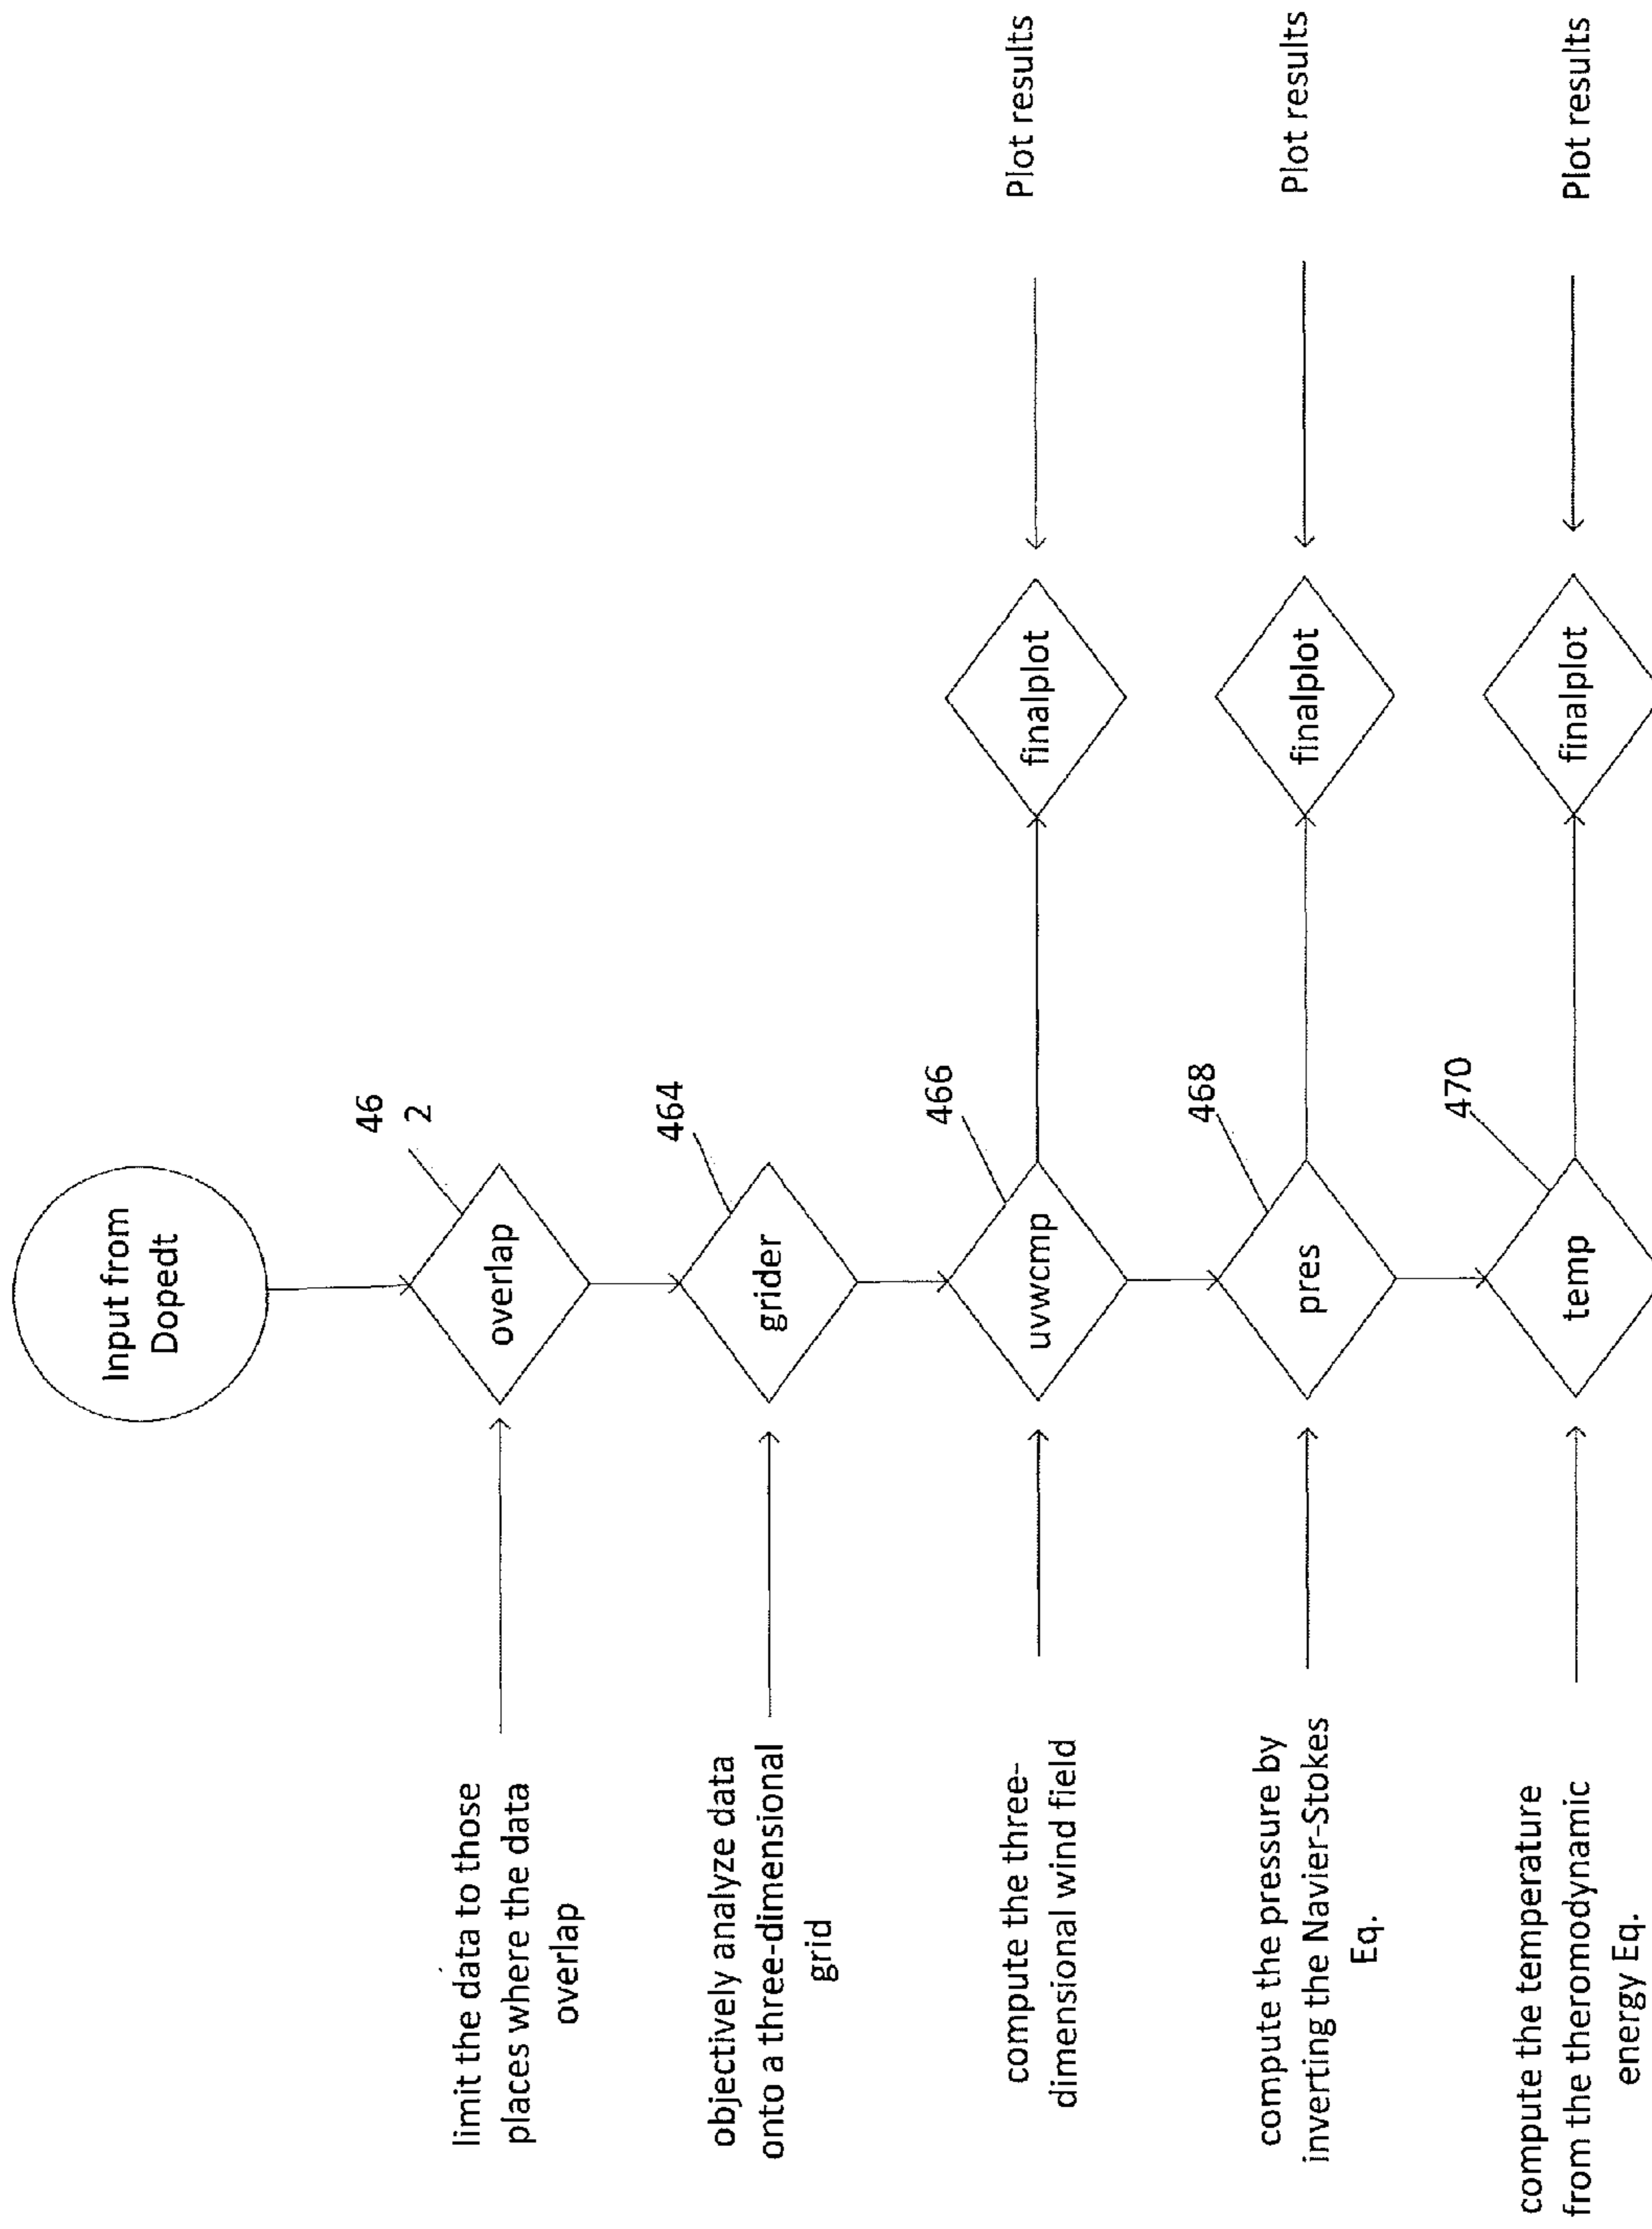 Input from
Dopedt
limit the data to those
places where the data
overlap
overlap
46
2
objectively analyze data
onto a three-dimensional
grid
grider
464
compute the three-
dimensional wind field
uvwcmp
466
finalplot
Plot results
compute the pressure by
inverting the Navier-Stokes
Eq.
pres
468
finalplot
Plot results
compute the temperature
from the theromodynamic
energy Eq.
temp
470
finalplot
Plot results